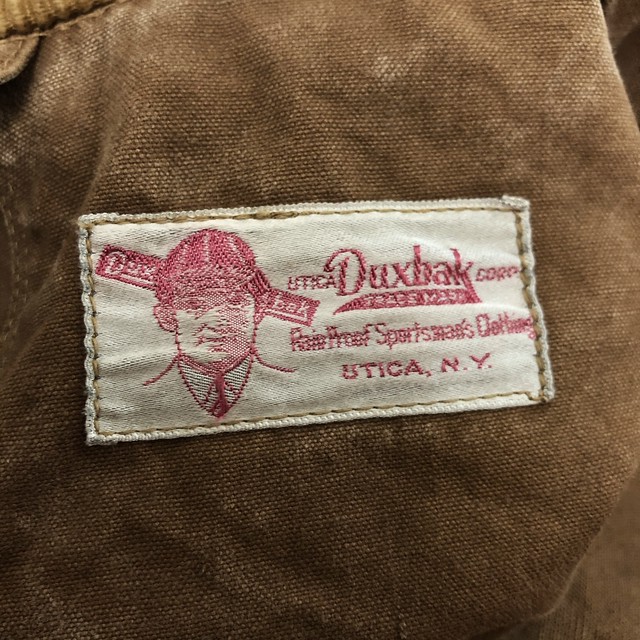 UTICA Duxbak CORP.
Rain Proof Sportsman's Clothing
UTICA, N.Y.